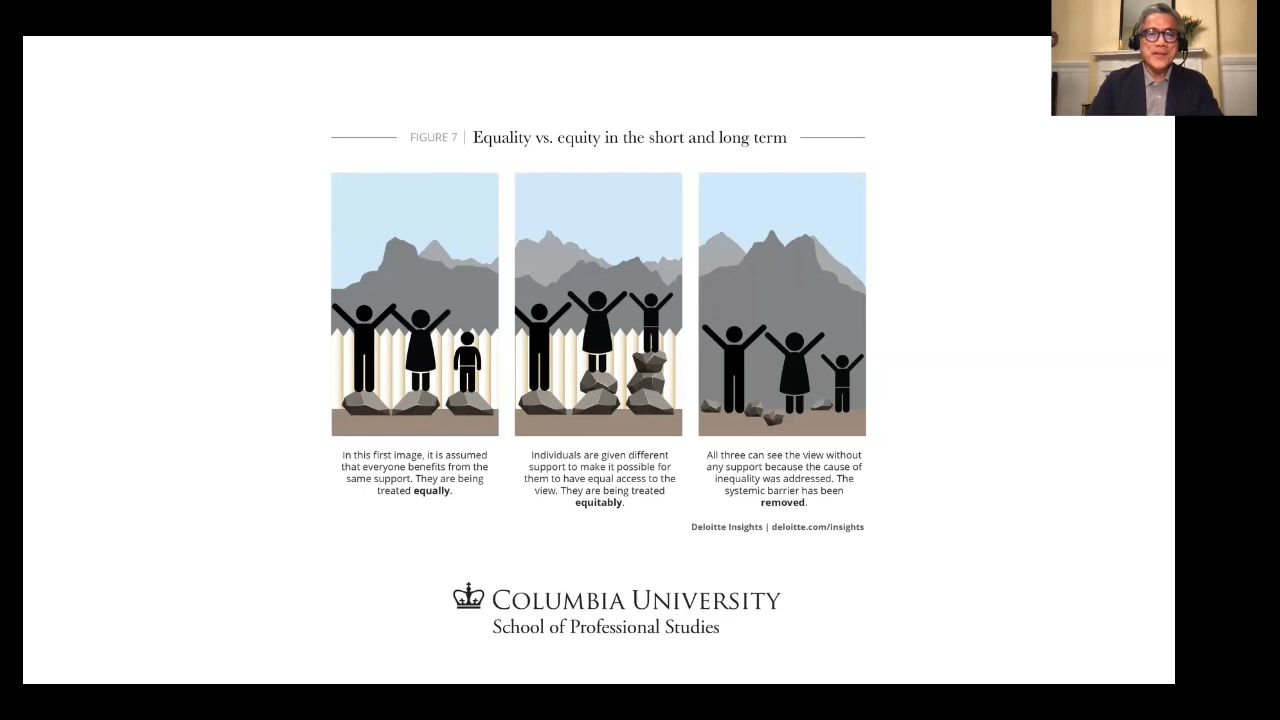 FIGURE 7 | Equality vs. equity in the short and long term
In this first image, it is assumed
that everyone benefits from the
same support. They are being
treated equally.
Individuals are given different
support to make it possible for
them to have equal access to the
view. They are being treated
equitably.
All three can see the view without
any support because the cause of
inequality was addressed. The
systemic barrier has been
removed.
Deloitte Insights | deloitte.com/insights
COLUMBIA UNIVERSITY
School of Professional Studies